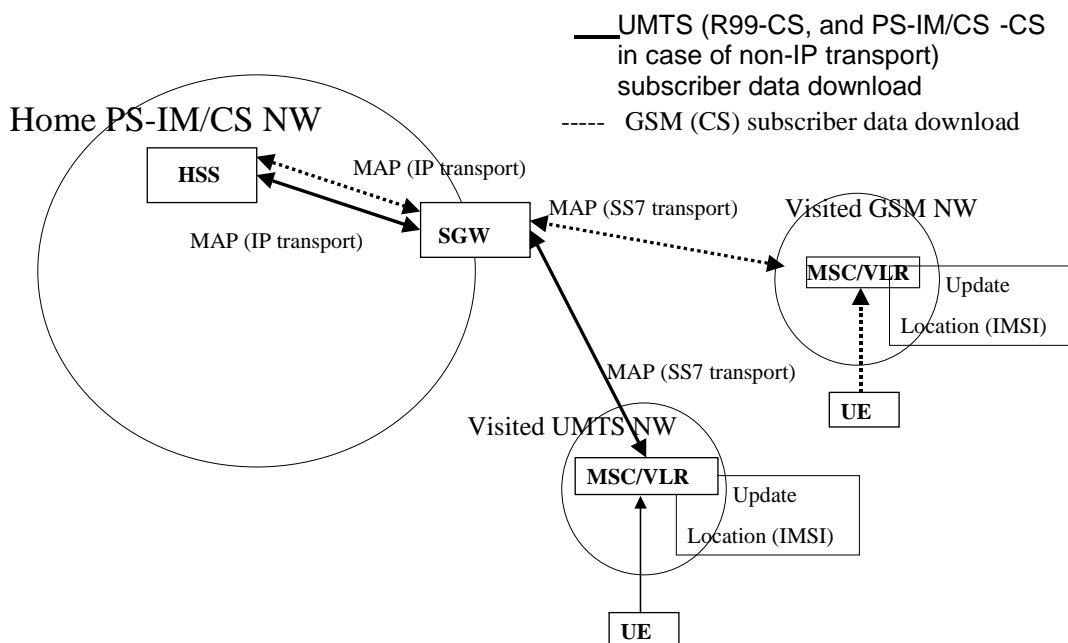 UMTS (R99-CS, and PS-IM/CS -CS
in case of non-IP transport)
subscriber data download
----- GSM (CS) subscriber data download
Home PS-IM/CS NW
HSS
MAP (IP transport)
MAP (IP transport)
SGW
MAP (SS7 transport)
Visited GSM NW
MSC/VLR
Update
Location (IMSI)
UE
MAP (SS7 transport)
Visited UMTS NW
MSC/VLR
Update
Location (IMSI)
UE